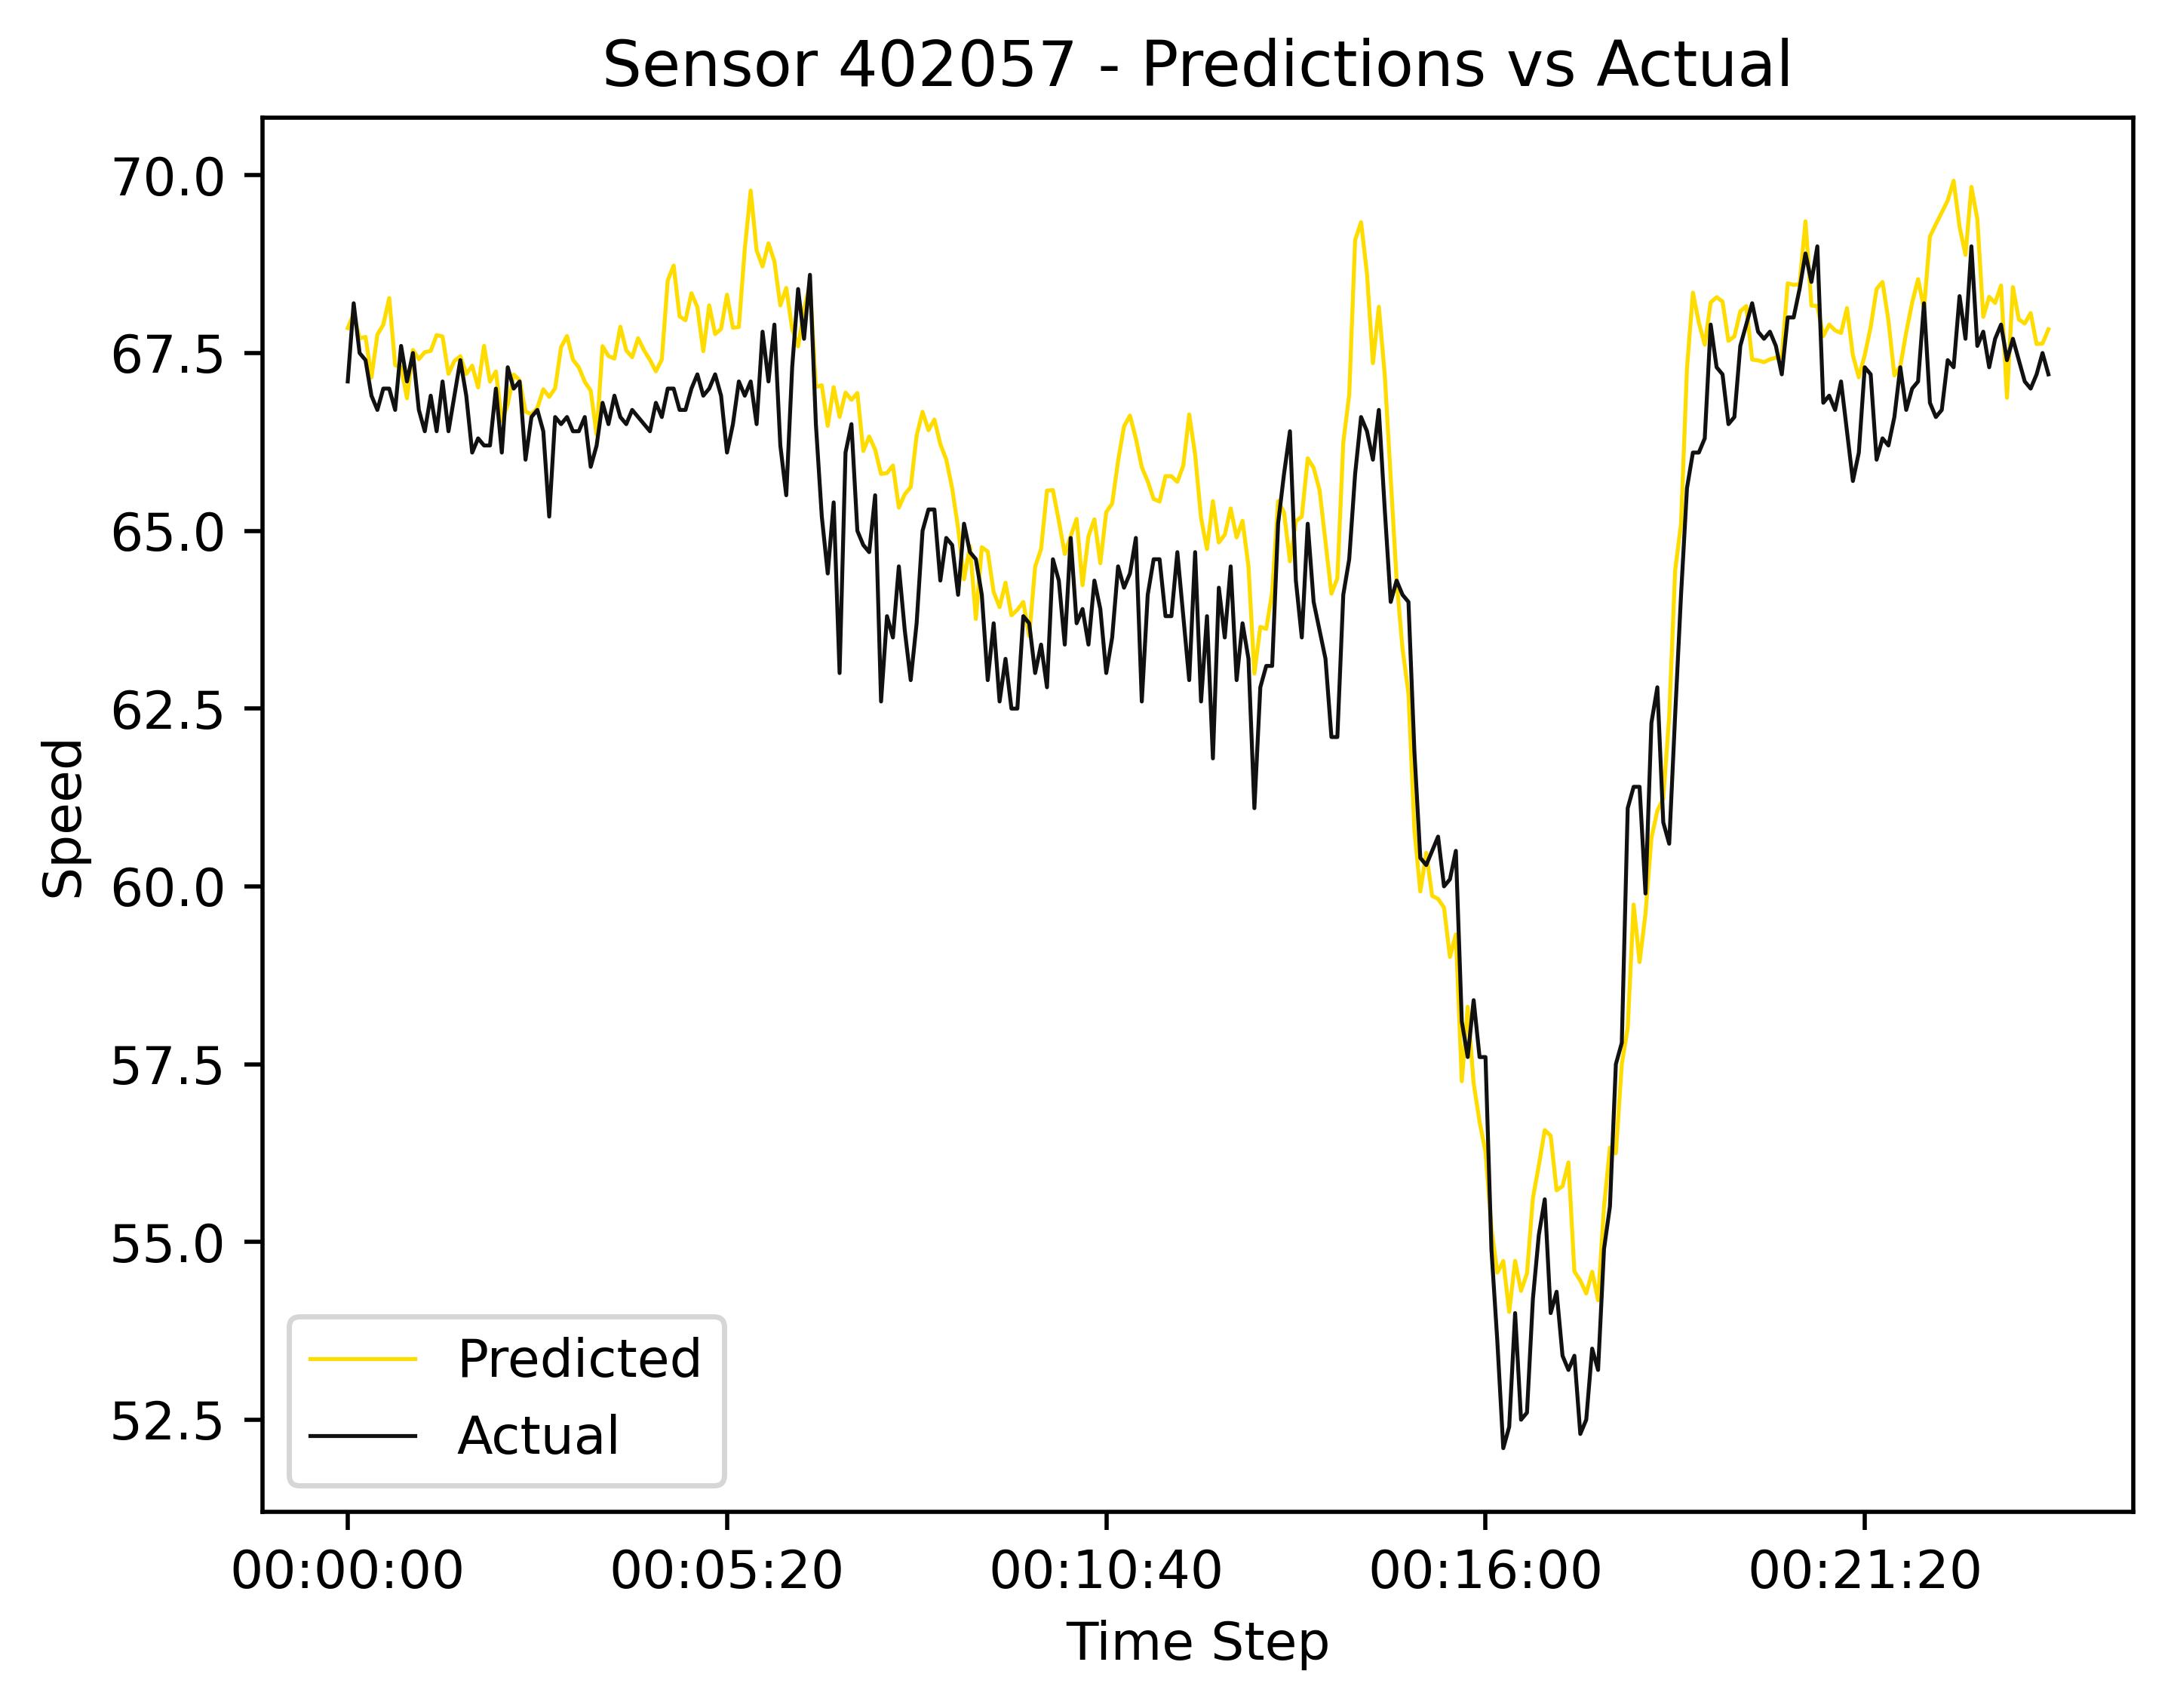 Sensor 402057 - Predictions vs Actual
70.0
67.5
65.0
62.5
60.0
57.5
55.0
52.5
Speed
Predicted
Actual
00:00:00 00:05:20 00:10:40 00:16:00 00:21:20
Time Step